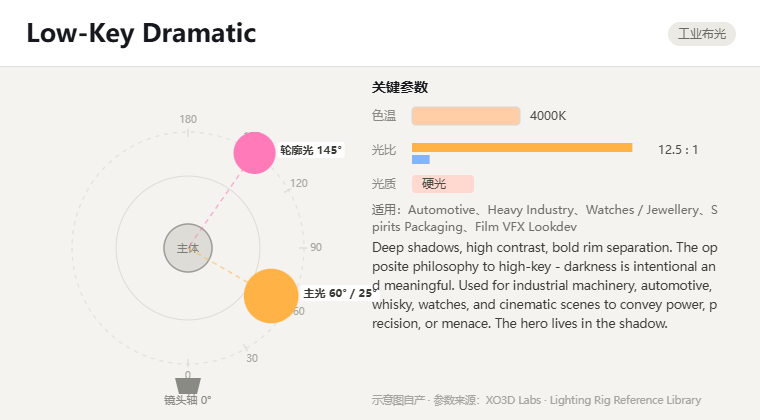 Low-Key Dramatic
工业布光
180
轮廓光 145°
120
主体
90
主光 60° / 25°
60
30
0
镜头轴 0°
关键参数
色温
4000K
光比
12.5 : 1
光质
硬光
适用：Automotive、Heavy Industry、Watches / Jewellery、S
pirits Packaging、Film VFX Lookdev
Deep shadows, high contrast, bold rim separation. The op
posite philosophy to high-key - darkness is intentional an
d meaningful. Used for industrial machinery, automotive,
whisky, watches, and cinematic scenes to convey power, p
recision, or menace. The hero lives in the shadow.
示意图自产 · 参数来源：XO3D Labs · Lighting Rig Reference Library